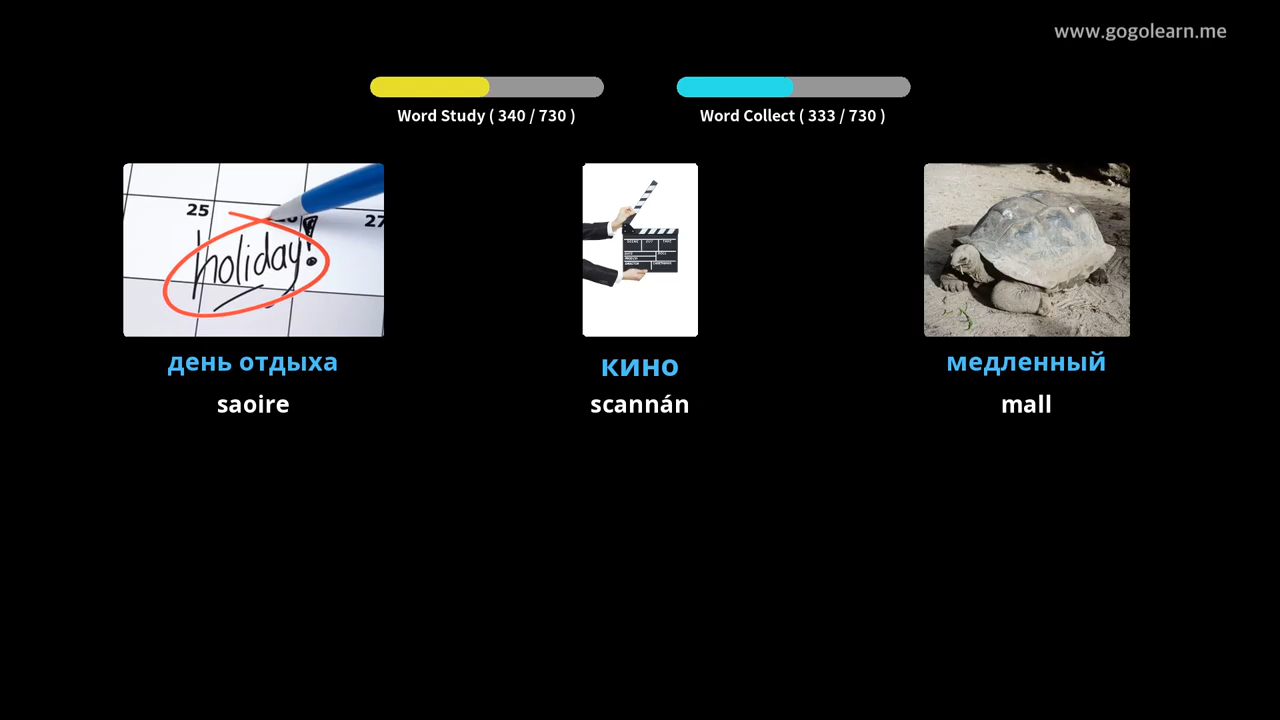 www.gogolearn.me
Word Study ( 340 / 730 )
Word Collect ( 333 / 730 )
25
27
holiday!
день отдыха
кино
медленный
saoire
scannán
mall